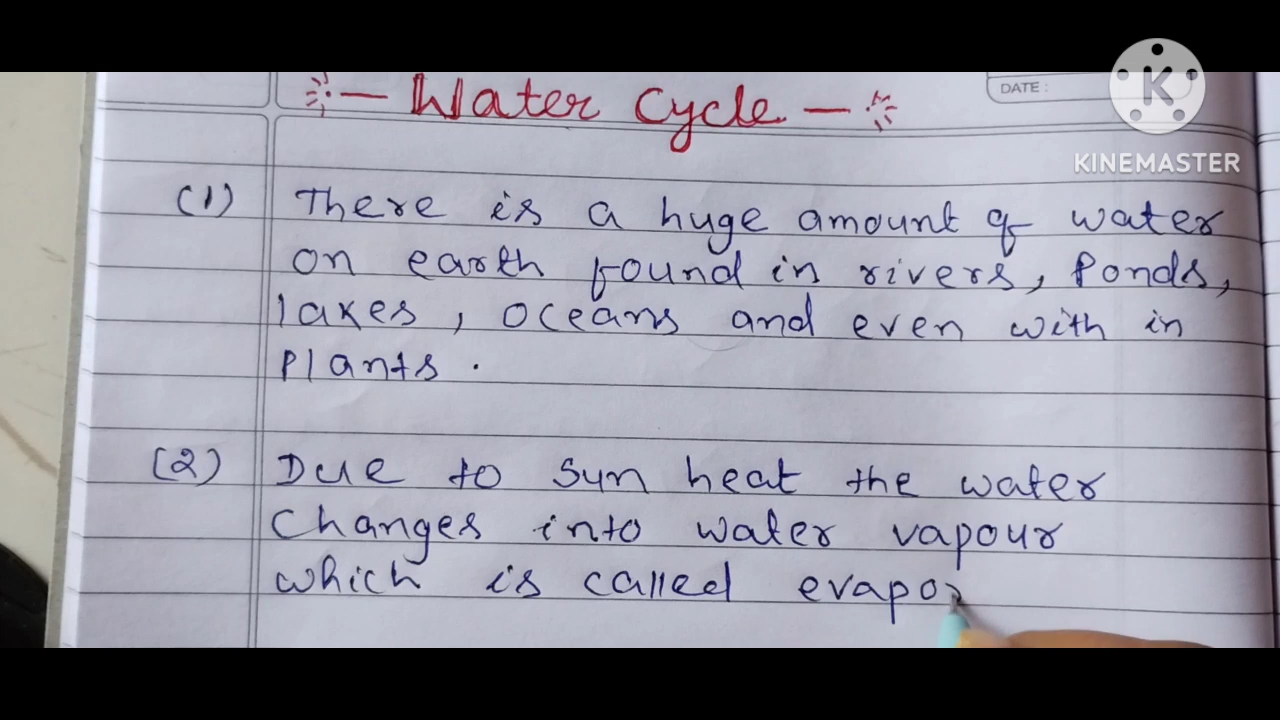 Water Cycle
DATE :
KINEMASTER
(1) There is a huge amount of water
on earth found in rivers, Ponds,
lakes, oceans and even with in
Plants.
(2) Due to Sun heat the water
Changes into water vapour
which is called evapo